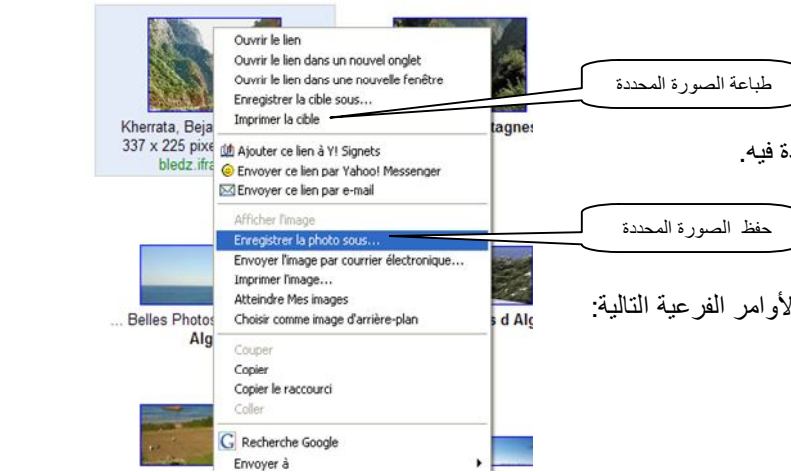 Ouvrir le lien
Ouvrir le lien dans un nouvel onglet
Ouvrir le lien dans une nouvelle fenêtre
Enregistrer la cible sous...
Imprimer la cible
Ajouter ce lien à Y! Signets
Envoyer ce lien par Yahoo! Messenger
Envoyer ce lien par e-mail
Afficher l'image
Enregistrer la photo sous...
Envoyer l'image par courrier électronique...
Imprimer l'image...
Atteindre Mes images
Choisir comme image d'arrière-plan
Couper
Copier
Copier le raccourci
Coller
Recherche Google
Envoyer à
Kherrata, Beja
337 x 225 pixe
bledz.ifra
... Belles Photos
Alg
tagnes
s d Alg
طباعة الصورة المحددة
ة فيه.
حفظ الصورة المحددة
لأوامر الفرعية التالية: